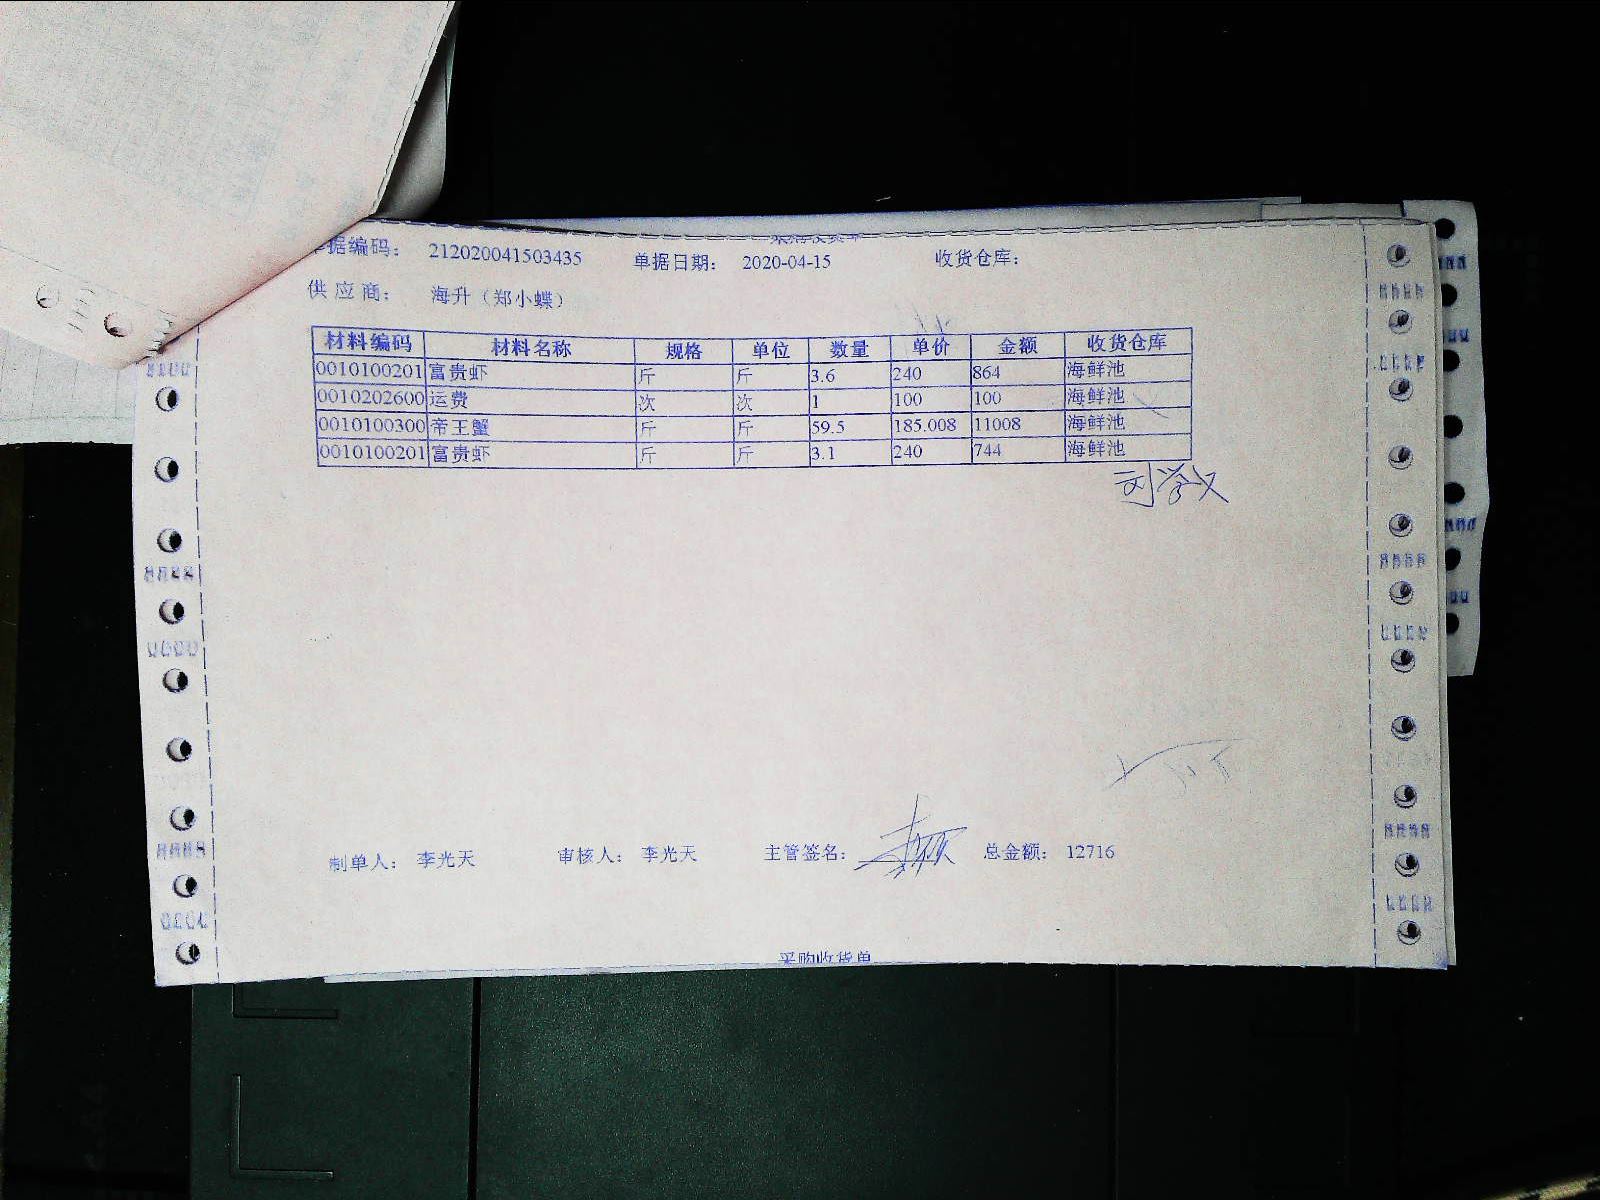 单据编码： 212020041503435 单据日期： 2020-04-15 收货仓库：
供 应 商： 海升（郑小蝶）
材料编码 材料名称 规格 单位 数量 单价 金额 收货仓库
0010100201 富贵虾 斤 斤 3.6 240 864 海鲜池
0010202600 运费 次 次 1 100 100 海鲜池
0010100300 帝王蟹 斤 斤 59.5 185.008 11008 海鲜池
0010100201 富贵虾 斤 斤 3.1 240 744 海鲜池
制单人： 李光天 审核人： 李光天 主管签名： 总金额： 12716
采购收货单